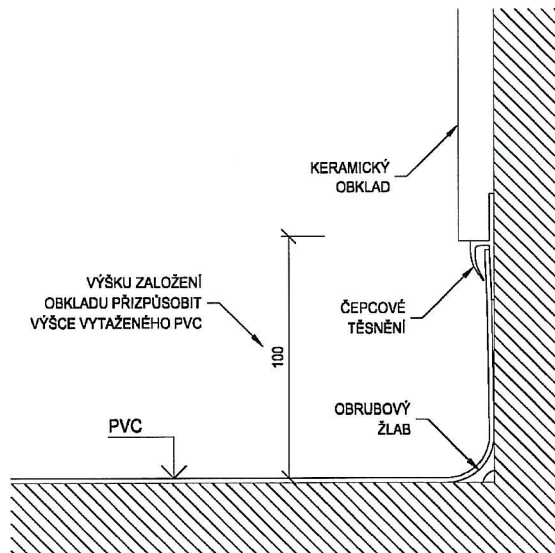 KERAMICKÝ
OBKLAD
VÝŠKU ZALOŽENÍ
OBKLADU PŘIZPŮSOBIT
VÝŠCE VYTAŽENÉHO PVC
100
ČEPCOVÉ
TĚSNĚNÍ
OBRUBOVÝ
ŽLAB
PVC